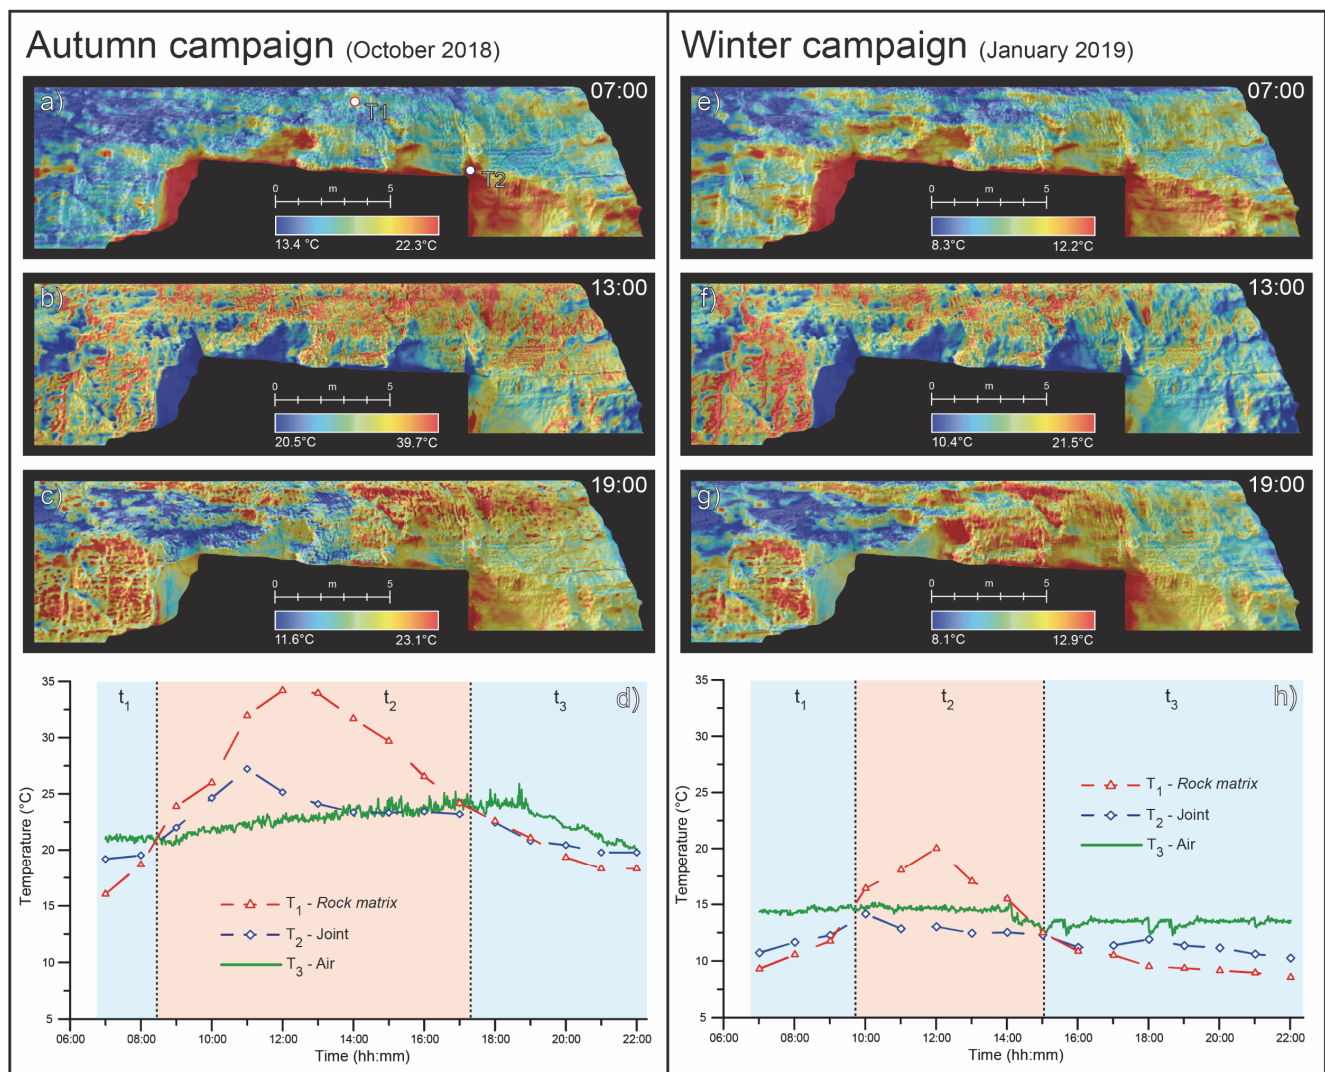 Autumn campaign (October 2018)
a)
07:00
T1
T2
0 m 5
13.4 °C 22.3°C
b)
13:00
0 m 5
20.5°C 39.7°C
c)
19:00
0 m 5
11.6°C 23.1°C
t1 t2 t3 d)
35
30
25
20
15
10
5
Temperature (°C)
T1 - Rock matrix
T2 - Joint
T3 - Air
06:00 08:00 10:00 12:00 14:00 16:00 18:00 20:00 22:00
Time (hh:mm)
Winter campaign (January 2019)
e)
07:00
0 m 5
8.3°C 12.2°C
f)
13:00
0 m 5
10.4°C 21.5°C
g)
19:00
0 m 5
8.1°C 12.9°C
t1 t2 t3 h)
35
30
25
20
15
10
5
Temperature (°C)
T1 - Rock matrix
T2 - Joint
T3 - Air
06:00 08:00 10:00 12:00 14:00 16:00 18:00 20:00 22:00
Time (hh:mm)